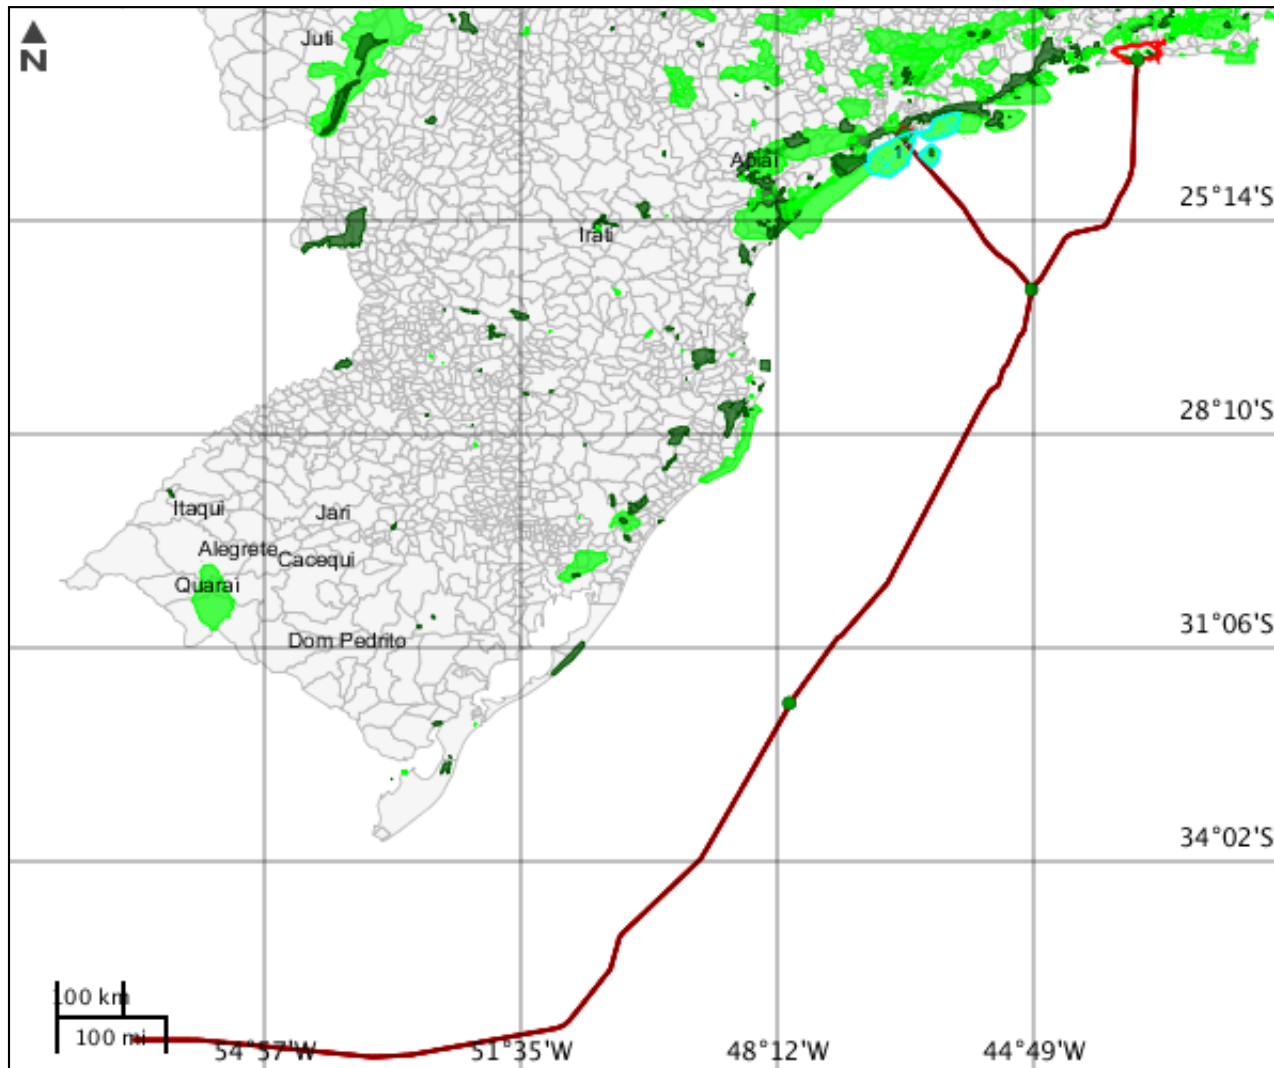 N
Juti
Apiaí
1
25°14'S
Irati
28°10'S
Itaqui
Jari
Alegrete
Cacequi
Quaraí
31°06'S
Dom Pedrito
34°02'S
100 km
100 mi
54°57'W
51°35'W
48°12'W
44°49'W